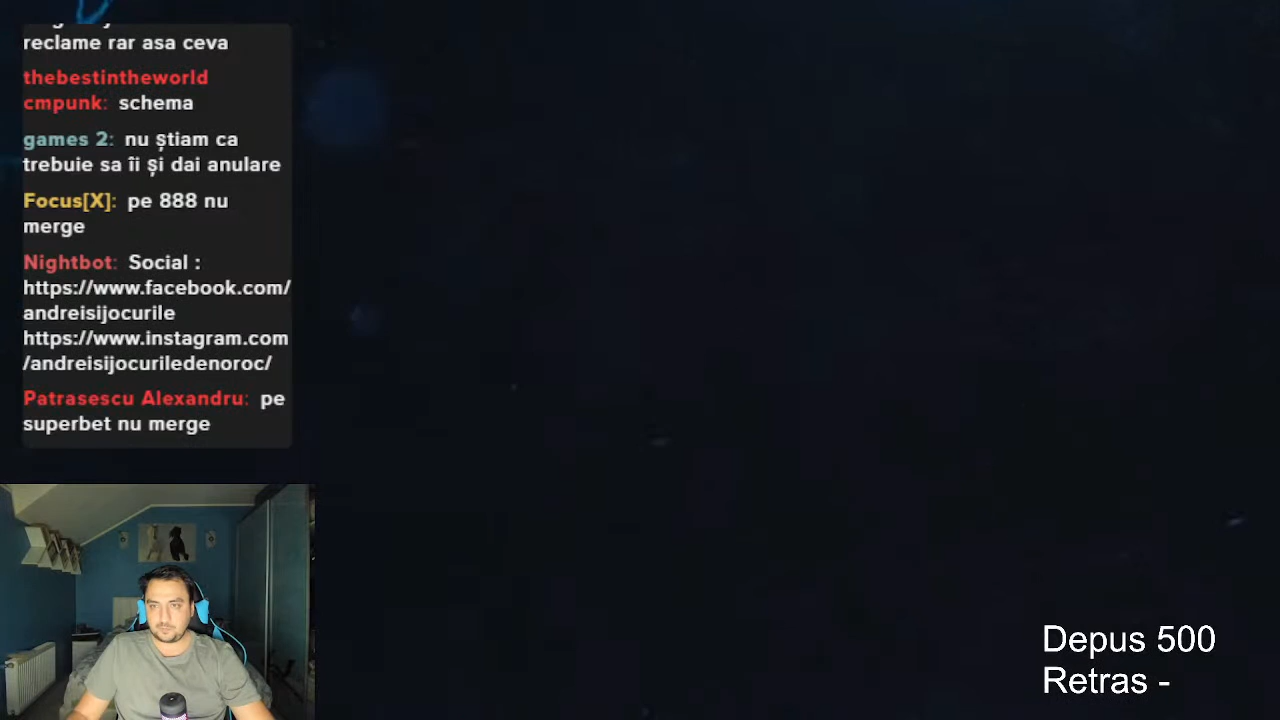 reclame rar asa ceva
thebestintheworld
cmpunk: schema
games 2: nu știam ca
trebuie sa îi și dai anulare
Focus[X]: pe 888 nu
merge
Nightbot: Social :
https://www.facebook.com/
andreisijocurile
https://www.instagram.com
/andreisijocuriledenoroc/
Patrasescu Alexandru: pe
superbet nu merge
Depus 500
Retras -